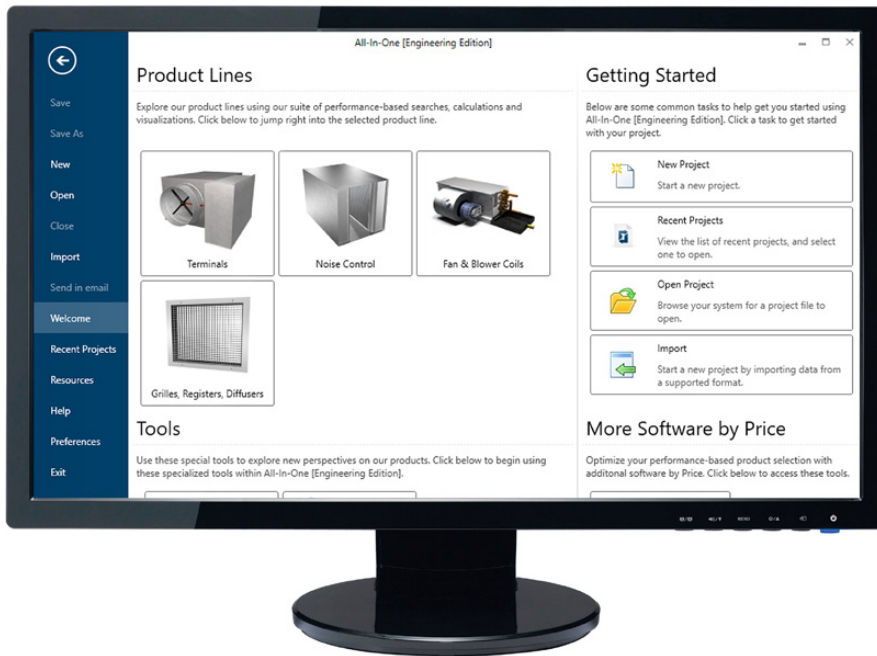 All-In-One [Engineering Edition]
Save
Save As
New
Open
Close
Import
Send in email
Welcome
Recent Projects
Resources
Help
Preferences
Exit
Product Lines
Explore our product lines using our suite of performance-based searches, calculations and
visualizations. Click below to jump right into the selected product line.
Terminals
Noise Control
Fan & Blower Coils
Grilles, Registers, Diffusers
Tools
Use these special tools to explore new perspectives on our products. Click below to begin using
these specialized tools within All-In-One [Engineering Edition].
Getting Started
Below are some common tasks to help get you started using
All-In-One [Engineering Edition]. Click a task to get started
with your project.
New Project
Start a new project.
Recent Projects
View the list of recent projects, and select
one to open.
Open Project
Browse your system for a project file to
open.
Import
Start a new project by importing data from
a supported format.
More Software by Price
Optimize your performance-based product selection with
additonal software by Price. Click below to access these tools.
MENU